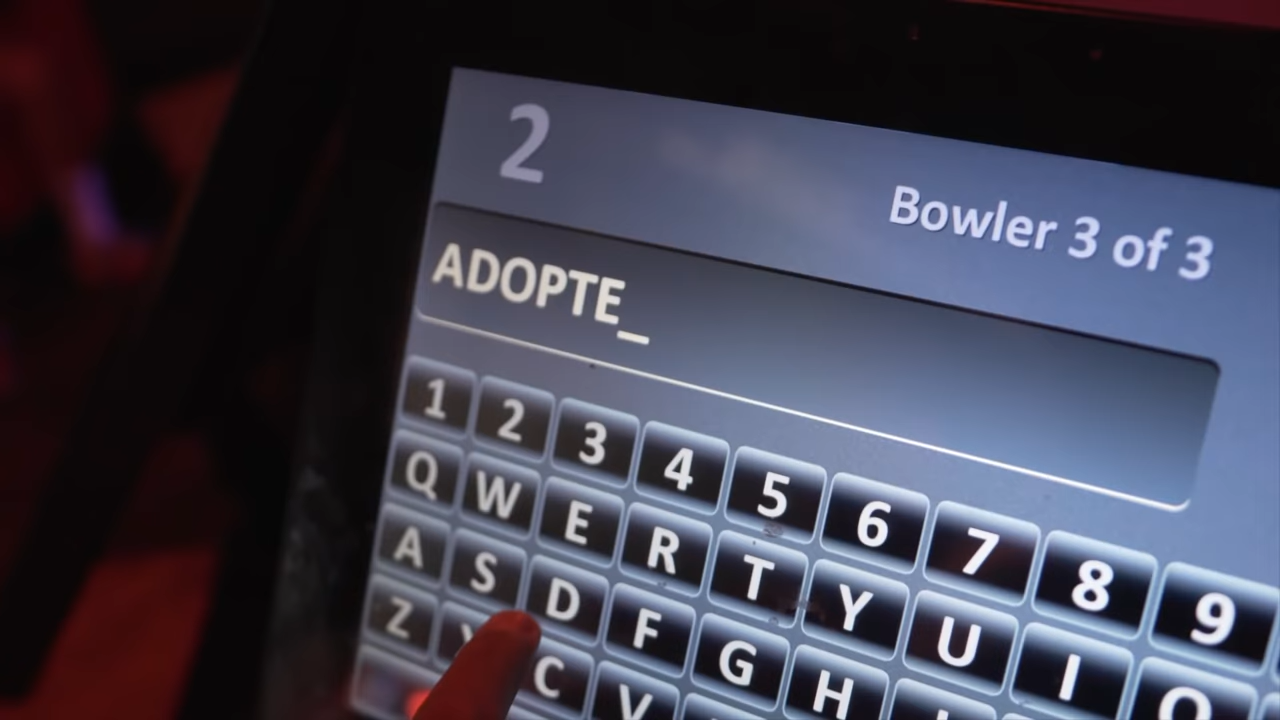 2
Bowler 3 of 3
ADOPTE_
1 2 3 4 5 6 7 8 9
Q W E R T Y U I O
A S D F G H
Z C V